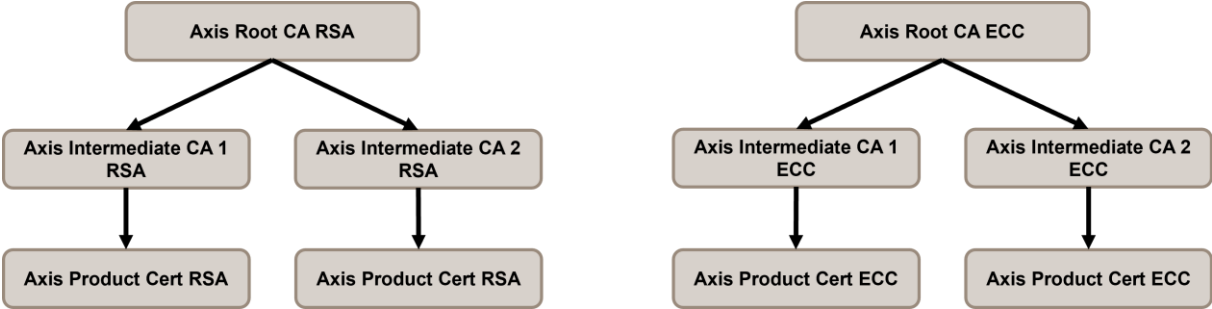 Axis Root CA RSA
Axis Root CA ECC
Axis Intermediate CA 1
RSA
Axis Intermediate CA 2
RSA
Axis Intermediate CA 1
ECC
Axis Intermediate CA 2
ECC
Axis Product Cert RSA
Axis Product Cert RSA
Axis Product Cert ECC
Axis Product Cert ECC